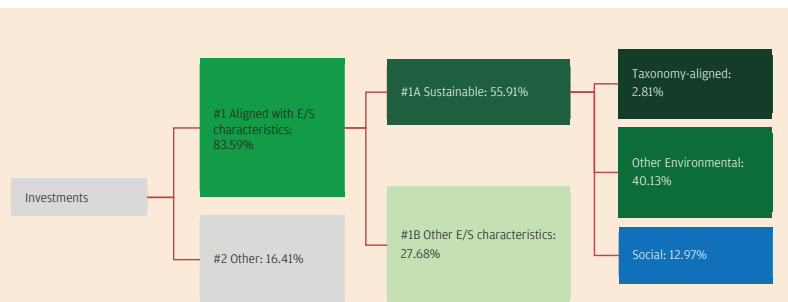 Investments
#1 Aligned with E/S
characteristics:
83.59%
#2 Other: 16.41%
#1A Sustainable: 55.91%
#1B Other E/S characteristics:
27.68%
Taxonomy-aligned:
2.81%
Other Environmental:
40.13%
Social: 12.97%